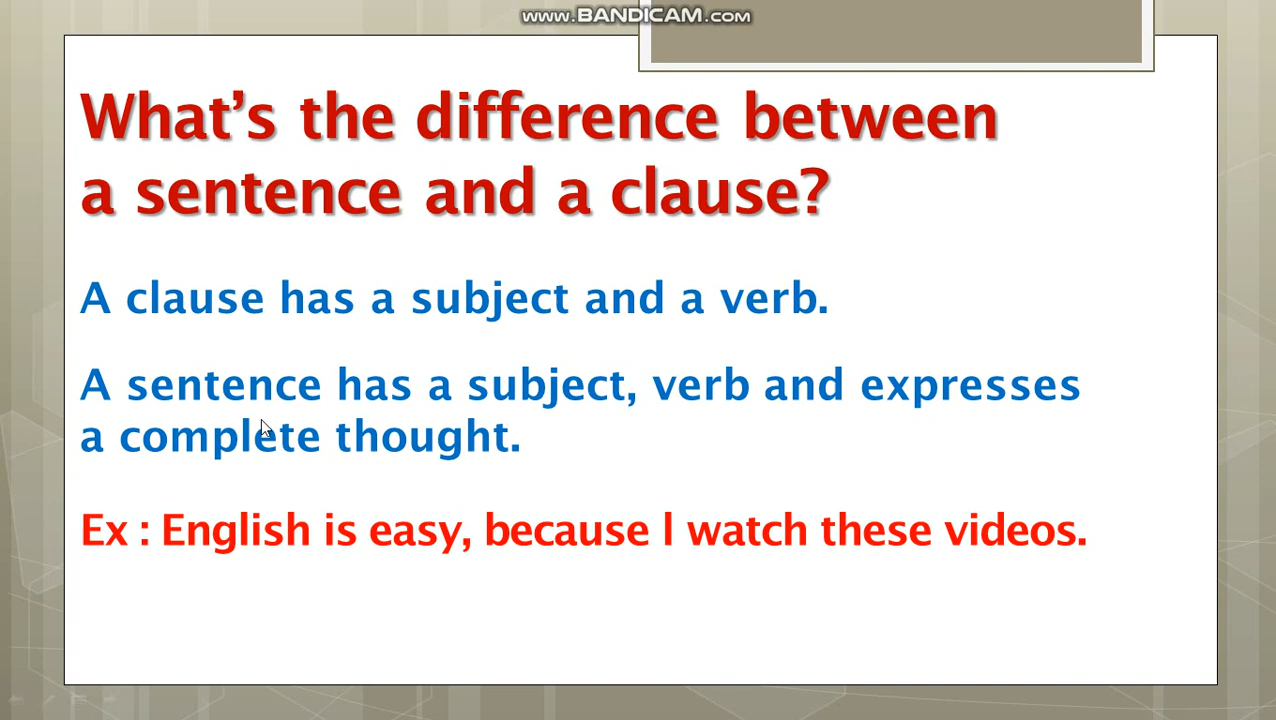 www.BANDICAM.com
What’s the difference between
a sentence and a clause?
A clause has a subject and a verb.
A sentence has a subject, verb and expresses
a complete thought.
Ex : English is easy, because I watch these videos.